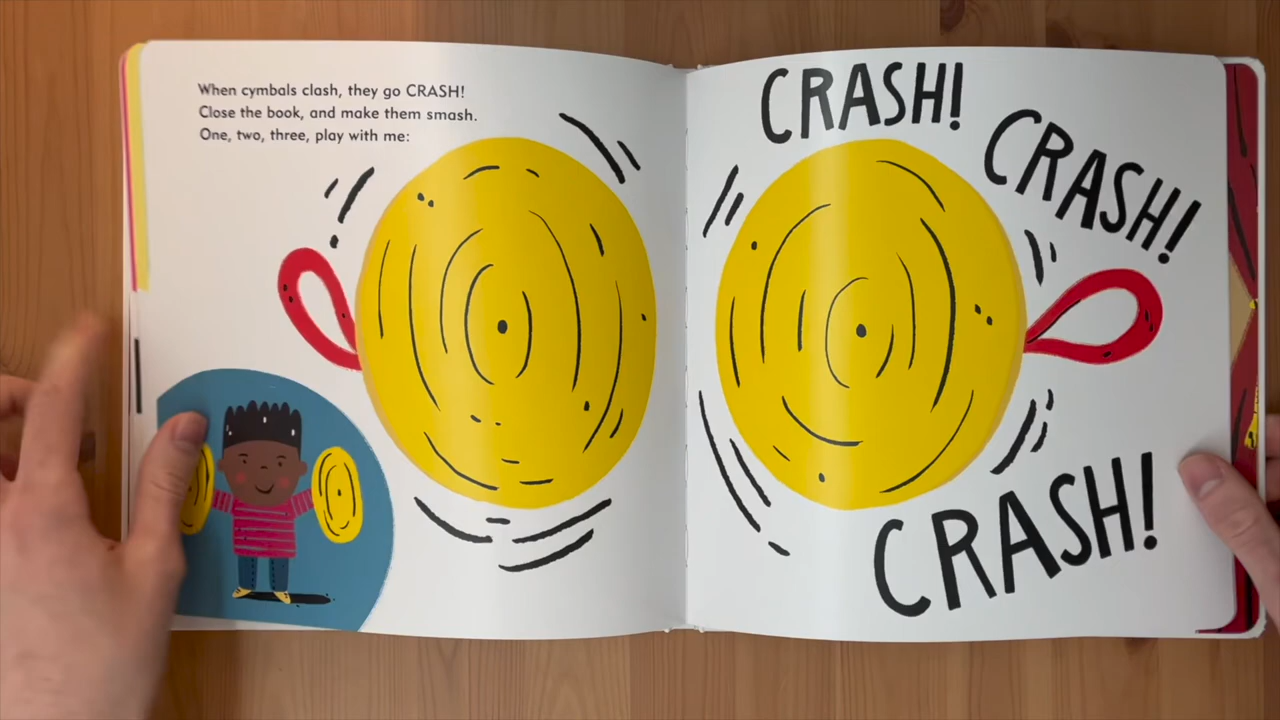 When cymbals clash, they go CRASH!
Close the book, and make them smash.
One, two, three, play with me:
CRASH!
CRASH!
CRASH!